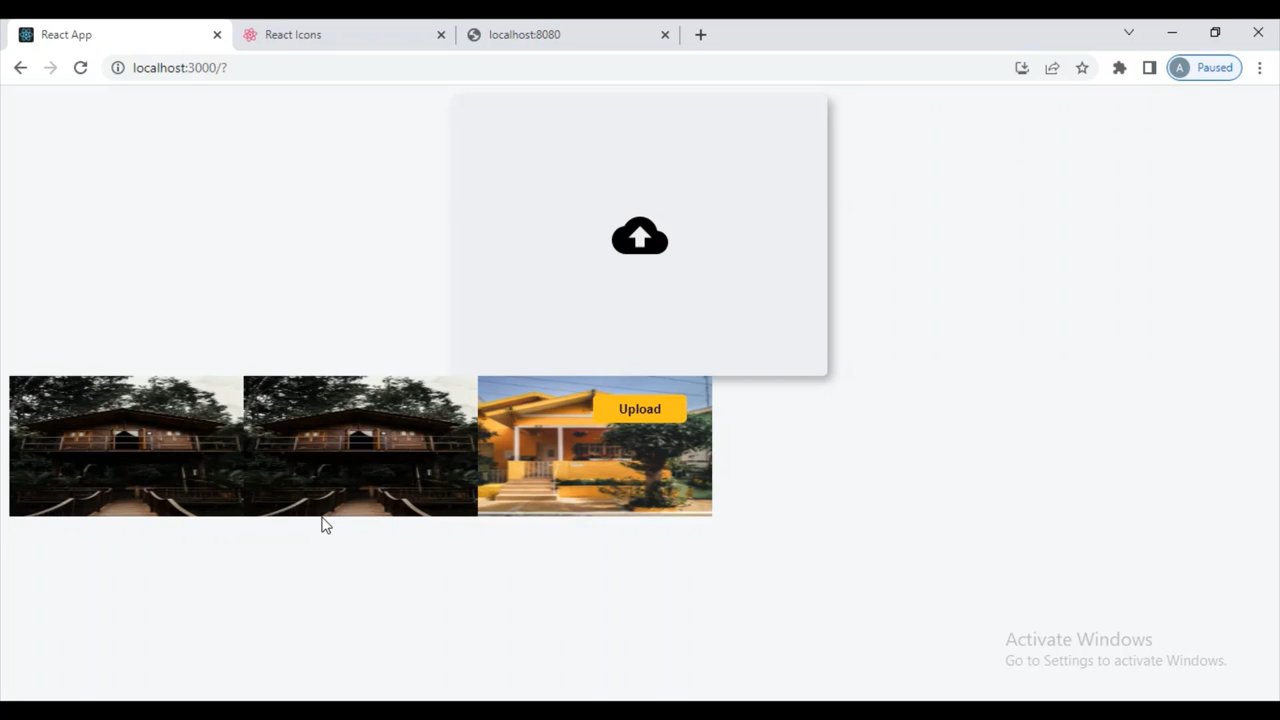 React App
React Icons
localhost:8080
localhost:3000/?
A
Paused
Upload
Activate Windows
Go to Settings to activate Windows.